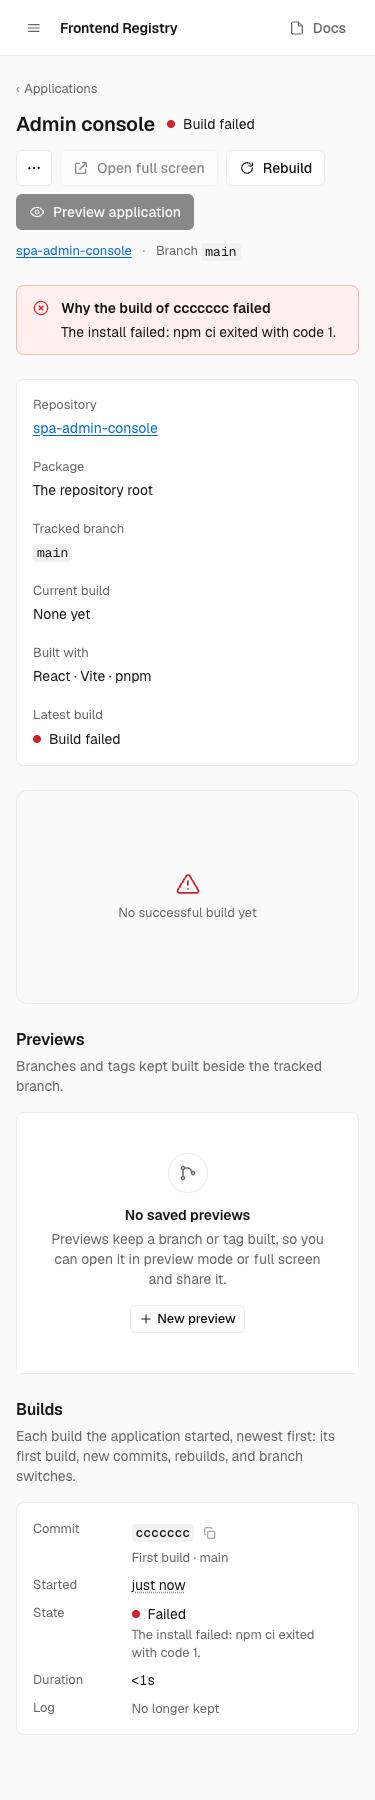 Frontend Registry
Docs
‹ Applications
Admin console
Build failed
Open full screen
Rebuild
Preview application
spa-admin-console · Branch main
Why the build of ccccccc failed
The install failed: npm ci exited with code 1.
Repository
spa-admin-console
Package
The repository root
Tracked branch
main
Current build
None yet
Built with
React · Vite · pnpm
Latest build
Build failed
No successful build yet
Previews
Branches and tags kept built beside the tracked
branch.
No saved previews
Previews keep a branch or tag built, so you
can open it in preview mode or full screen
and share it.
New preview
Builds
Each build the application started, newest first: its
first build, new commits, rebuilds, and branch
switches.
Commit
ccccccc
First build · main
Started
just now
State
Failed
The install failed: npm ci exited
with code 1.
Duration
<1s
Log
No longer kept